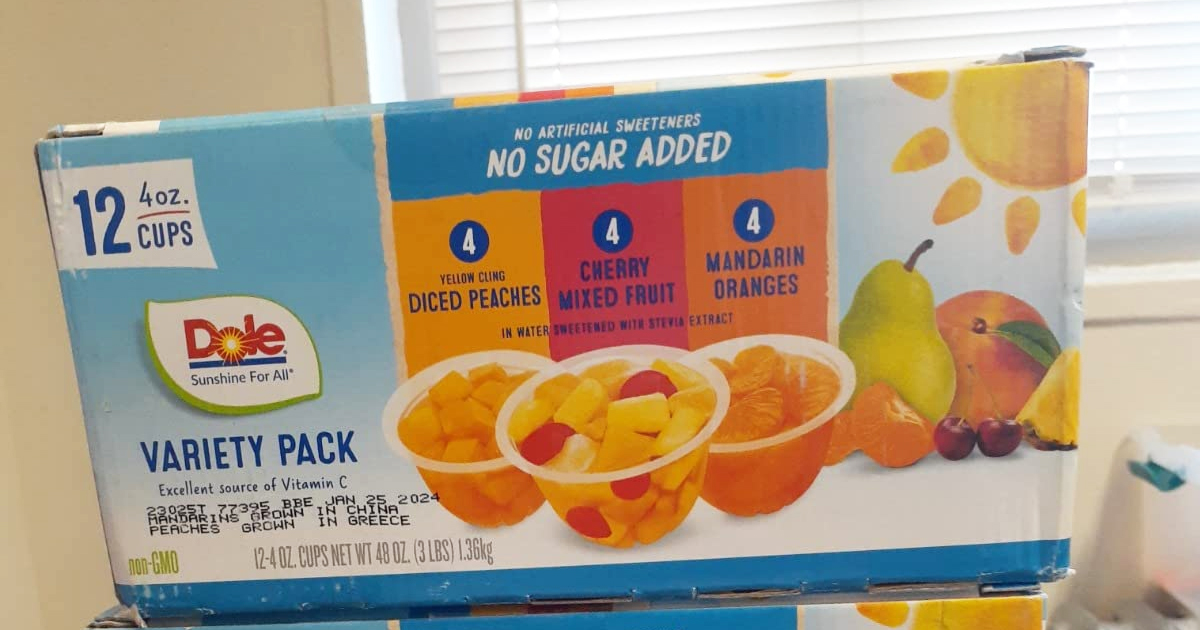 NO ARTIFICIAL SWEETENERS
NO SUGAR ADDED
12 4oz.
CUPS
4
YELLOW CLING
DICED PEACHES
4
CHERRY
MIXED FRUIT
4
MANDARIN
ORANGES
IN WATER SWEETENED WITH STEVIA EXTRACT
Dole
Sunshine For All®
VARIETY PACK
Excellent source of Vitamin C
23025T 77395 BBE JAN 25 2024
MANDARINS GROWN IN CHINA
PEACHES GROWN IN GREECE
non-GMO
12-4 OZ. CUPS NET WT 48 OZ. (3 LBS) 1.36kg